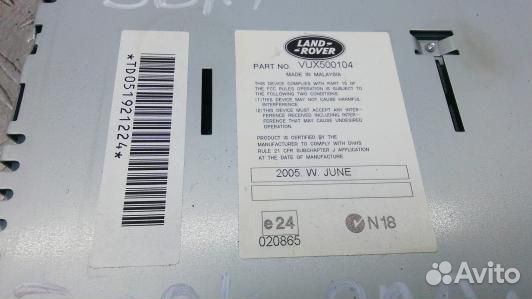 LAND-
ROVER
PART NO. VUX500104
MADE IN MALAYSIA
THIS DEVICE COMPLIES WITH PART 15 OF
THE FCC RULES OPERATION IS SUBJECT TO
THE FOLLOWING TWO CONDITIONS:
(1) THIS DEVICE MAY NOT CAUSE HARMFUL
INTERFERENCE.
(2) THIS DEVICE MUST ACCEPT ANY INTER-
FERENCE RECEIVED INCLUDING INTER-
FERENCE THAT MAY CAUSE UNDESIRED
OPERATION.
PRODUCT IS CERTIFIED BY THE
MANUFACTURER TO COMPLY WITH DHHS
RULE 21 CFR SUBCHAPTER J APPLICATION
AT THE DATE OF MANUFACTURE
2005. W. JUNE
e24
020865
N18
*TD0519212224*
Avito